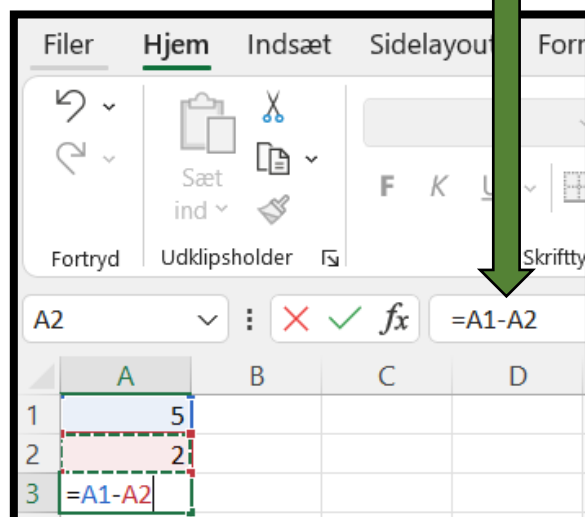 Filer Hjem Indsæt Sidelayout
Sæt
ind
F K U
Fortryd Udklipsholder
A2 fx =A1-A2
A B C D
1 5
2 2
3 =A1-A2